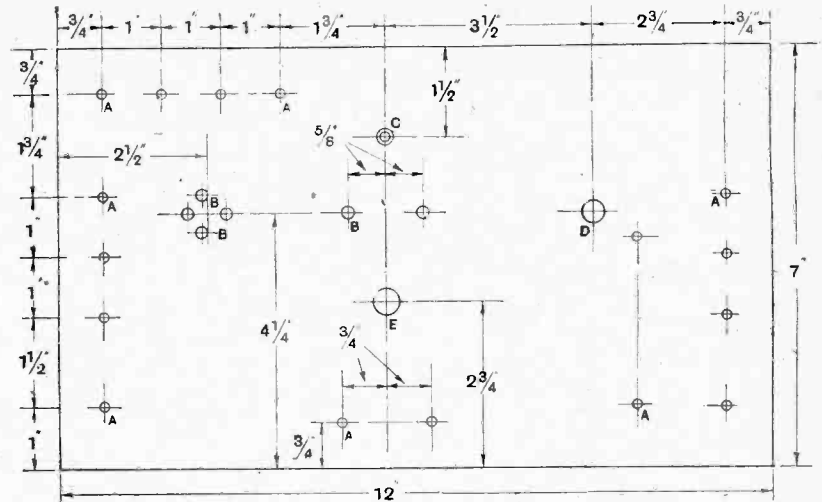 3/4" 1" 1" 1" 1 3/4" 3 1/2" 2 3/4" 3/4"
3/4"
1 1/2"
A A
C
5/8"
1 3/4"
2 1/2"
A B A
B B D
1"
7"
1"
E
4 1/4"
3/4"
2 3/4"
1 1/2"
A A
A
3/4"
1"
12"